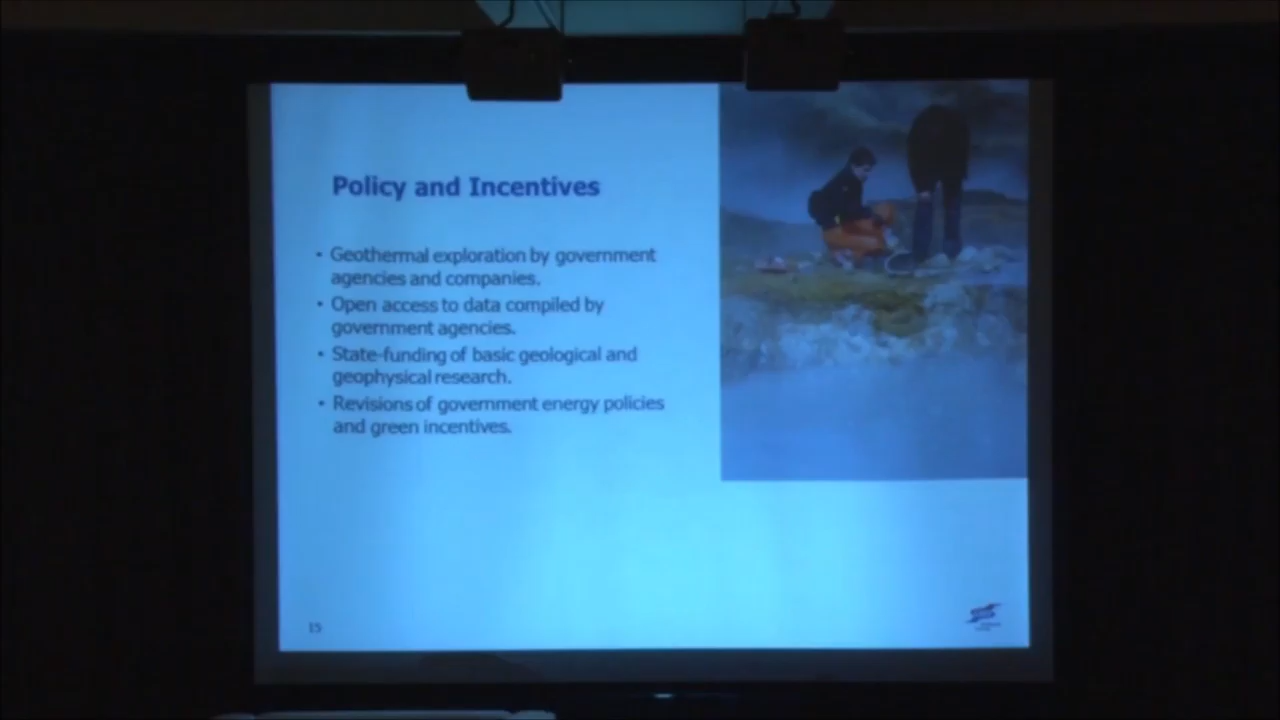 Policy and Incentives
• Geothermal exploration by government
agencies and companies.
• Open access to data compiled by
government agencies.
• State-funding of basic geological and
geophysical research.
• Revisions of government energy policies
and green incentives.
15